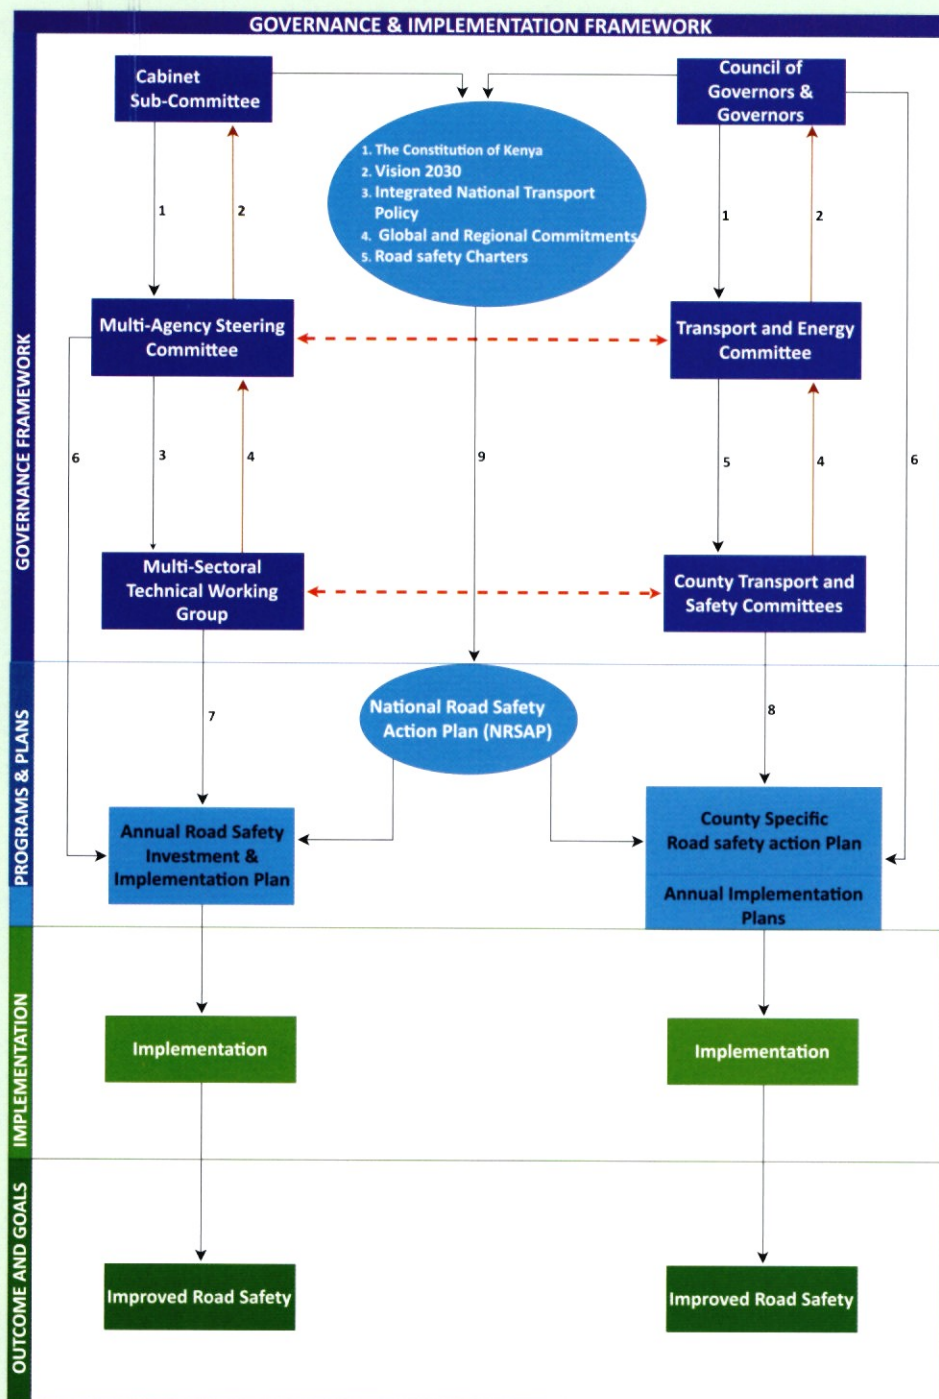 GOVERNANCE & IMPLEMENTATION FRAMEWORK
GOVERNANCE FRAMEWORK
Cabinet
Sub-Committee
Council of
Governors &
Governors
1. The Constitution of Kenya
2. Vision 2030
3. Integrated National Transport
Policy
4. Global and Regional Commitments
5. Road safety Charters
1
2
1
2
Multi-Agency Steering
Committee
Transport and Energy
Committee
6
3
4
9
5
4
6
Multi-Sectoral
Technical Working
Group
County Transport and
Safety Committees
PROGRAMS & PLANS
National Road Safety
Action Plan (NRSAP)
7
8
Annual Road Safety
Investment &
Implementation Plan
County Specific
Road safety action Plan
Annual Implementation
Plans
IMPLEMENTATION
Implementation
Implementation
OUTCOME AND GOALS
Improved Road Safety
Improved Road Safety